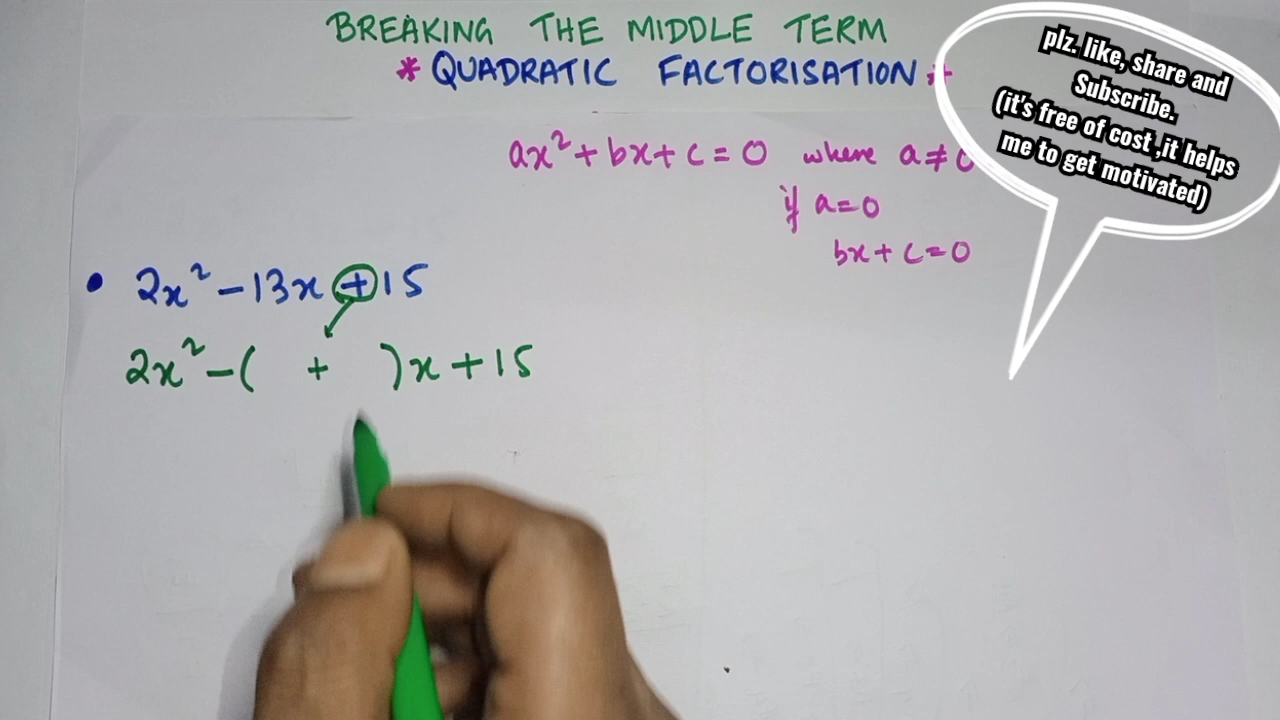 BREAKING THE MIDDLE TERM
* QUADRATIC FACTORISATION *
plz. like, share and
Subscribe.
(it's free of cost ,it helps
me to get motivated)
ax² + bx + c = 0 where a ≠ 0
if a = 0
bx + c = 0
• 2x² - 13x + 15
2x² - ( + )x + 15